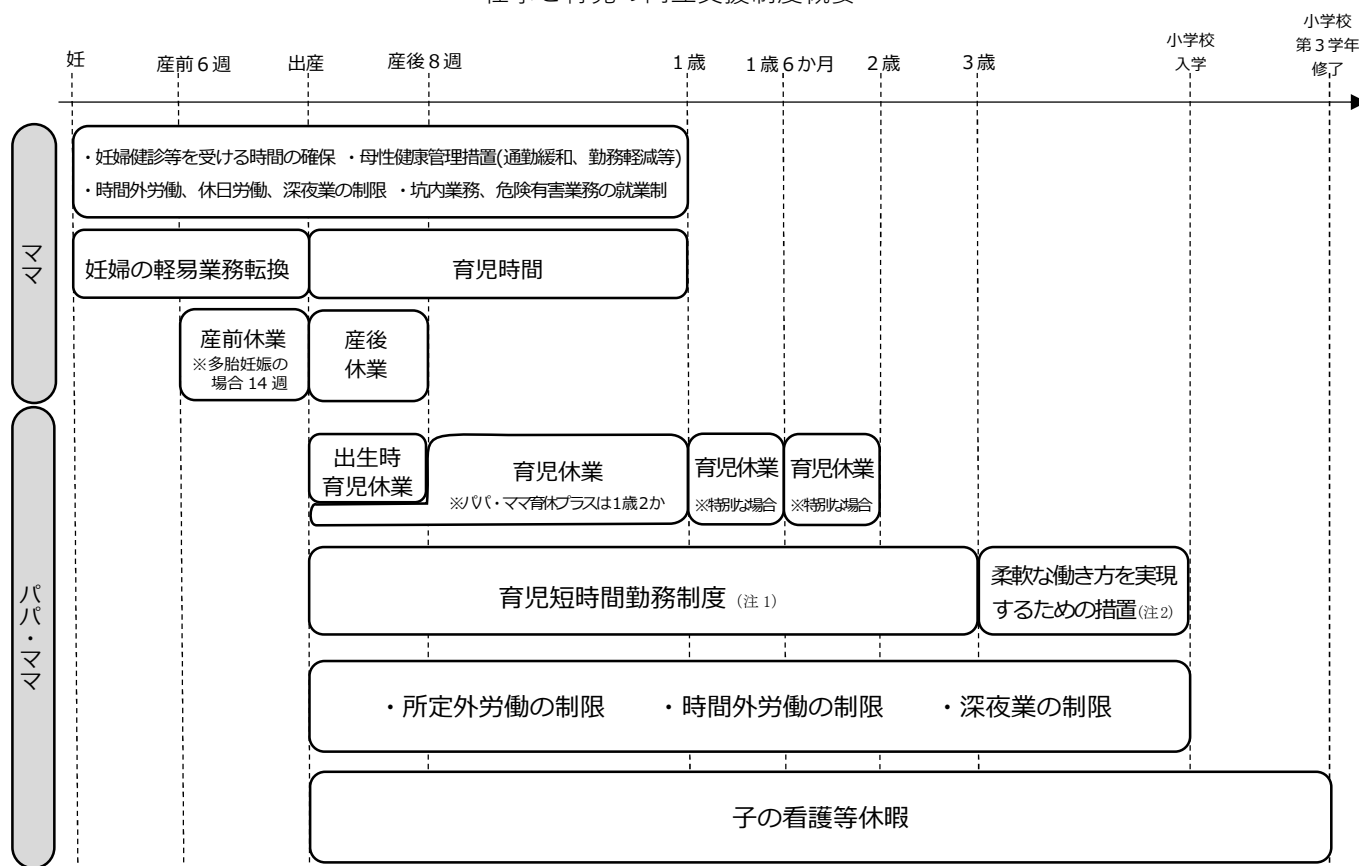 仕事と育児の両立支援制度概要
小学校
第３学年
修了
小学校
入学
妊
産前６週
出産
産後８週
１歳
１歳６か月
２歳
３歳
ママ
・妊婦健診等を受ける時間の確保 ・母性健康管理措置(通勤緩和、勤務軽減等)
・時間外労働、休日労働、深夜業の制限 ・坑内業務、危険有害業務の就業制
妊婦の軽易業務転換
育児時間
産前休業
※多胎妊娠の
場合 14 週
産後
休業
パパ・ママ
出生時
育児休業
育児休業
※パパ・ママ育休プラスは１歳２か
育児休業
※特別な場合
育児休業
※特別な場合
育児短時間勤務制度 (注 1)
柔軟な働き方を実現
するための措置(注 2)
・所定外労働の制限 ・時間外労働の制限 ・深夜業の制限
子の看護等休暇